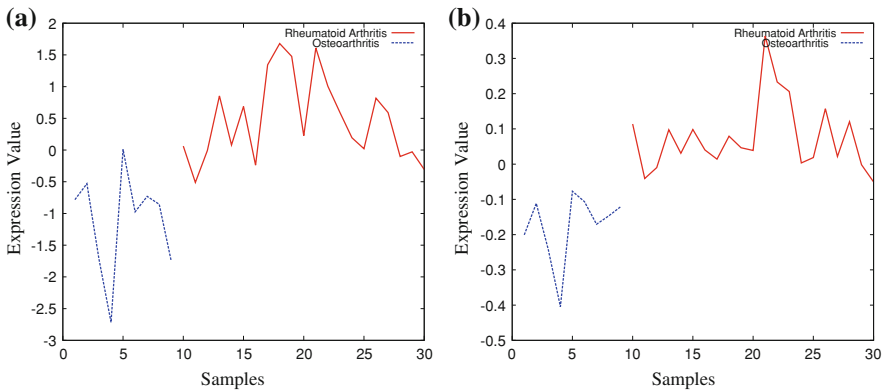 (a)
Rheumatoid Arthritis
Osteoarthritis
2
1.5
1
0.5
0
-0.5
-1
-1.5
-2
-2.5
-3
Expression Value
0 5 10 15 20 25 30
Samples
(b)
Rheumatoid Arthritis
Osteoarthritis
0.4
0.3
0.2
0.1
0
-0.1
-0.2
-0.3
-0.4
-0.5
Expression Value
0 5 10 15 20 25 30
Samples